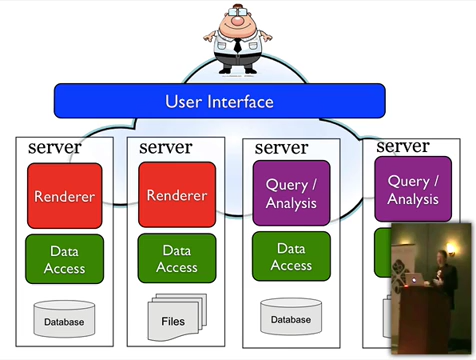 User Interface
server
server
server
server
Renderer
Renderer
Query /
Analysis
Query /
Analysis
Data
Access
Data
Access
Data
Access
Database
Files
Database